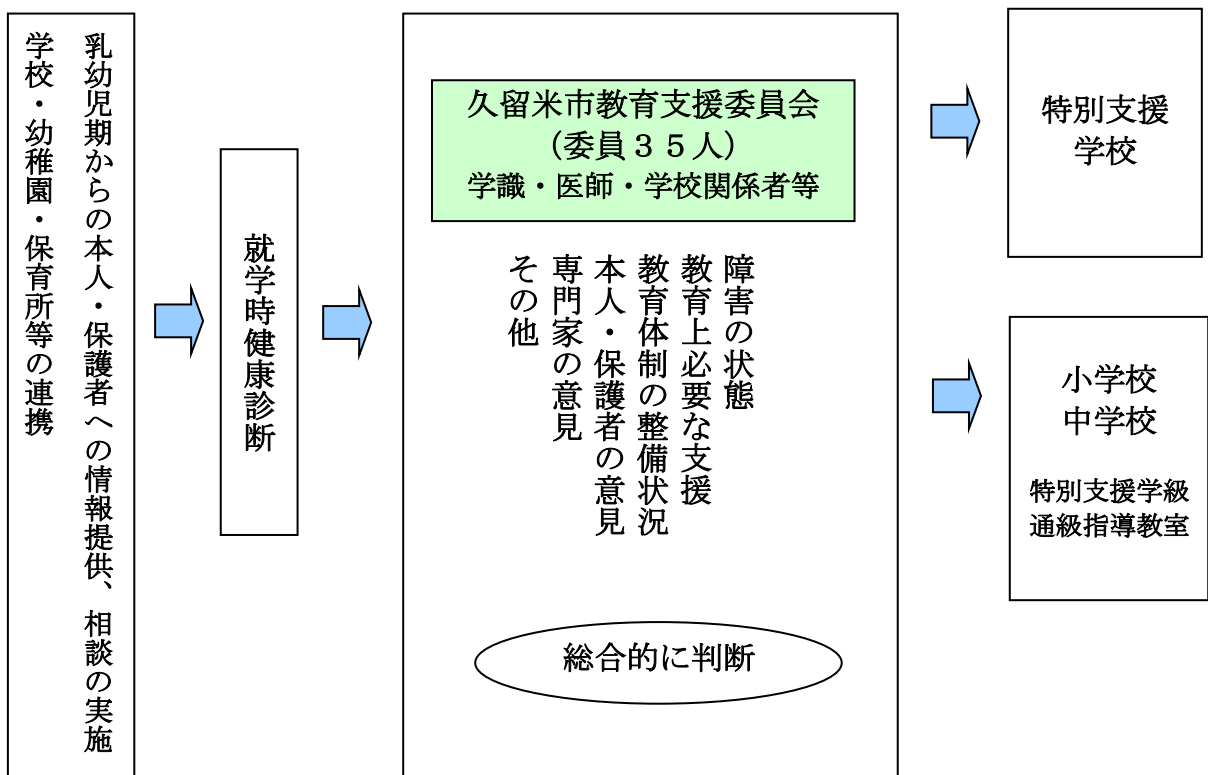 乳幼児期からの本人・保護者への情報提供、相談の実施
学校・幼稚園・保育所等の連携
就学時健康診断
久留米市教育支援委員会
（委員３５人）
学識・医師・学校関係者等
障害の状態
教育上必要な支援
教育体制の整備状況
本人・保護者の意見
専門家の意見
その他
総合的に判断
特別支援
学校
小学校
中学校
特別支援学級
通級指導教室